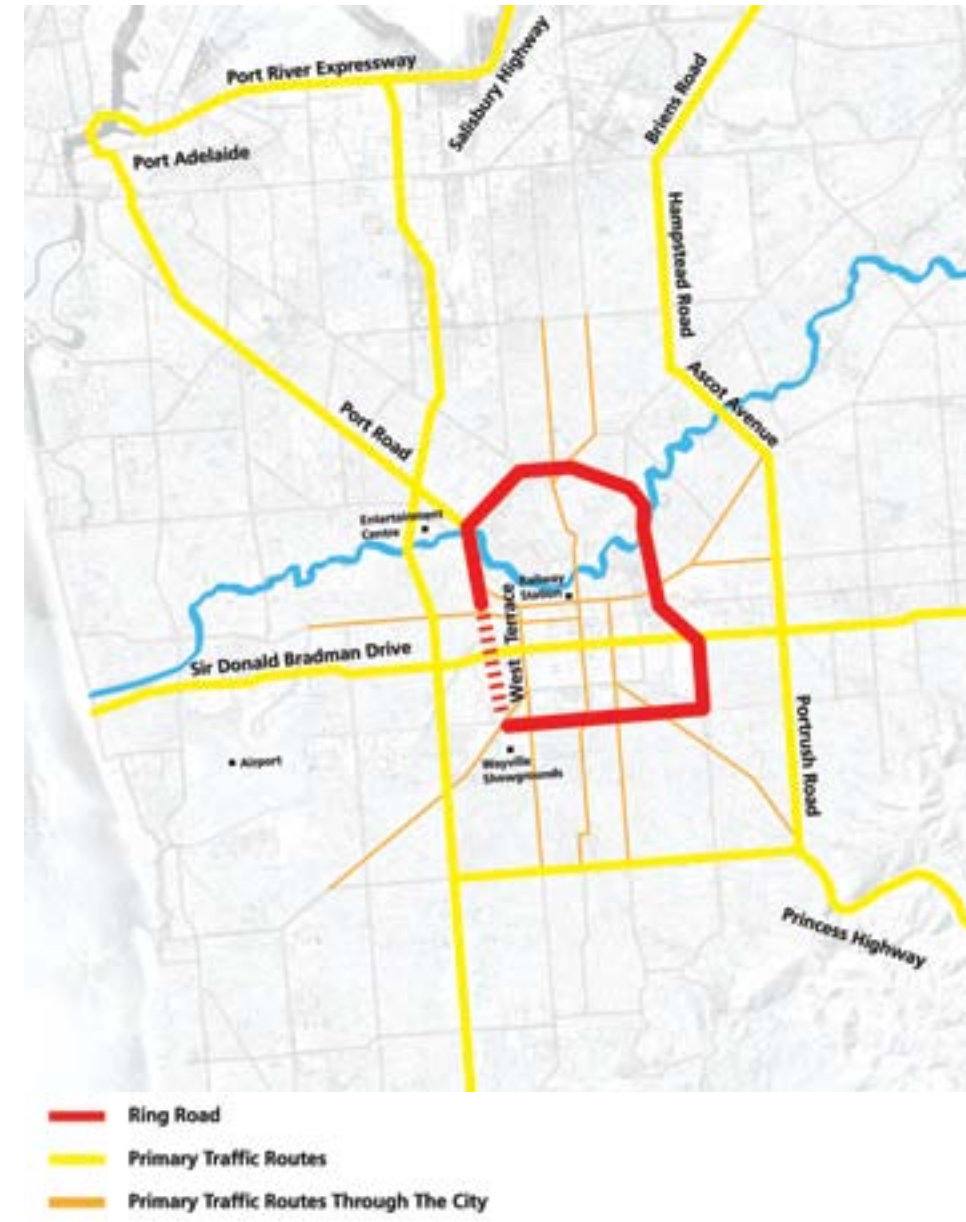 Port River Expressway
Salisbury Highway
Briens Road
Port Adelaide
Hampstead Road
Ascot Avenue
Port Road
Entertainment
Centre
Railway
Station
West Terrace
Sir Donald Bradman Drive
Airport
Wayville
Showgrounds
Portrush Road
Princess Highway
Ring Road
Primary Traffic Routes
Primary Traffic Routes Through The City